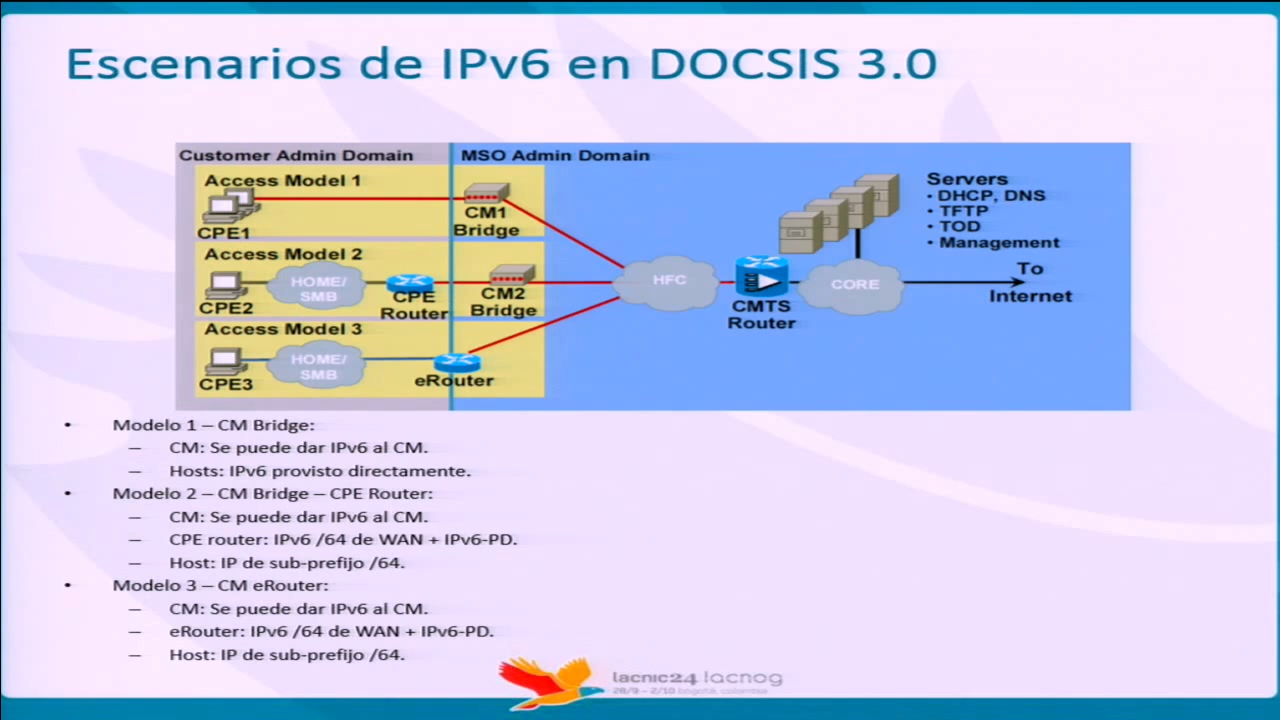 Escenarios de IPv6 en DOCSIS 3.0
Customer Admin Domain
MSO Admin Domain
Access Model 1
CPE1
CM1
Bridge
Access Model 2
CPE2
HOME/
SMB
CPE
Router
CM2
Bridge
Access Model 3
CPE3
HOME/
SMB
eRouter
HFC
CMTS
Router
CORE
Servers
• DHCP, DNS
• TFTP
• TOD
• Management
To
Internet
• Modelo 1 – CM Bridge:
– CM: Se puede dar IPv6 al CM.
– Hosts: IPv6 provisto directamente.
• Modelo 2 – CM Bridge – CPE Router:
– CM: Se puede dar IPv6 al CM.
– CPE router: IPv6 /64 de WAN + IPv6-PD.
– Host: IP de sub-prefijo /64.
• Modelo 3 – CM eRouter:
– CM: Se puede dar IPv6 al CM.
– eRouter: IPv6 /64 de WAN + IPv6-PD.
– Host: IP de sub-prefijo /64.
lacnic24 lacnog
28/9 - 2/10 bogotá, colombia